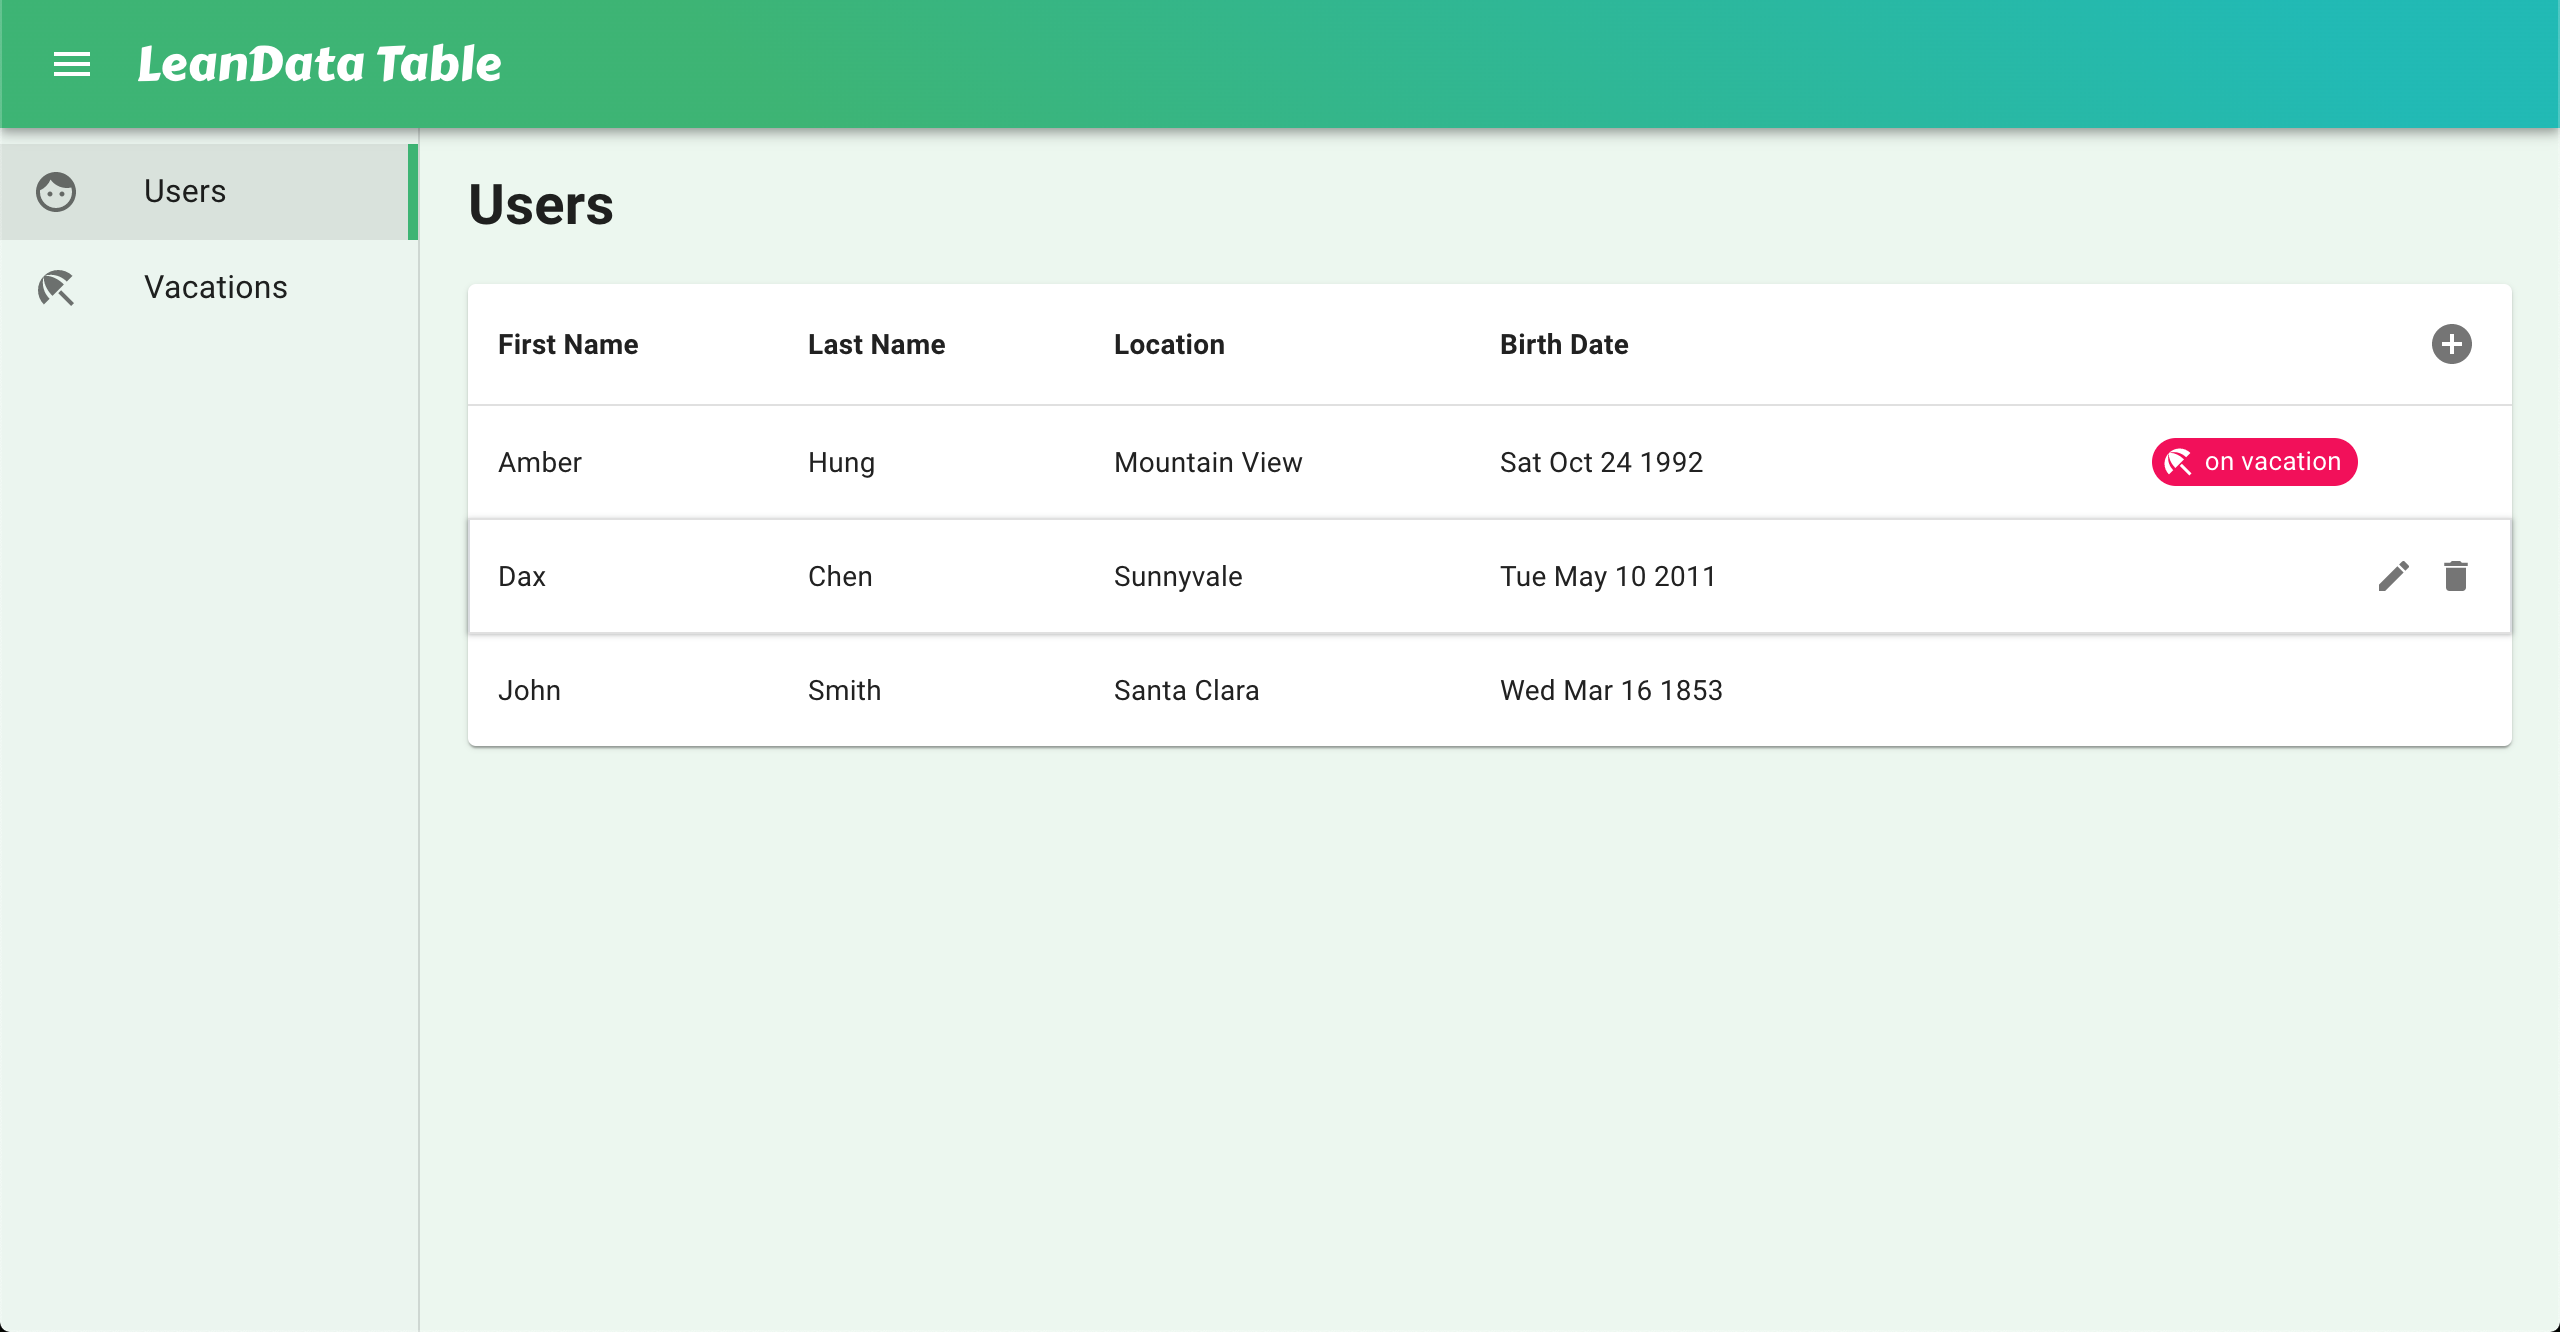 LeanData Table
Users
Vacations
Users
First Name Last Name Location Birth Date
Amber Hung Mountain View Sat Oct 24 1992 on vacation
Dax Chen Sunnyvale Tue May 10 2011
John Smith Santa Clara Wed Mar 16 1853